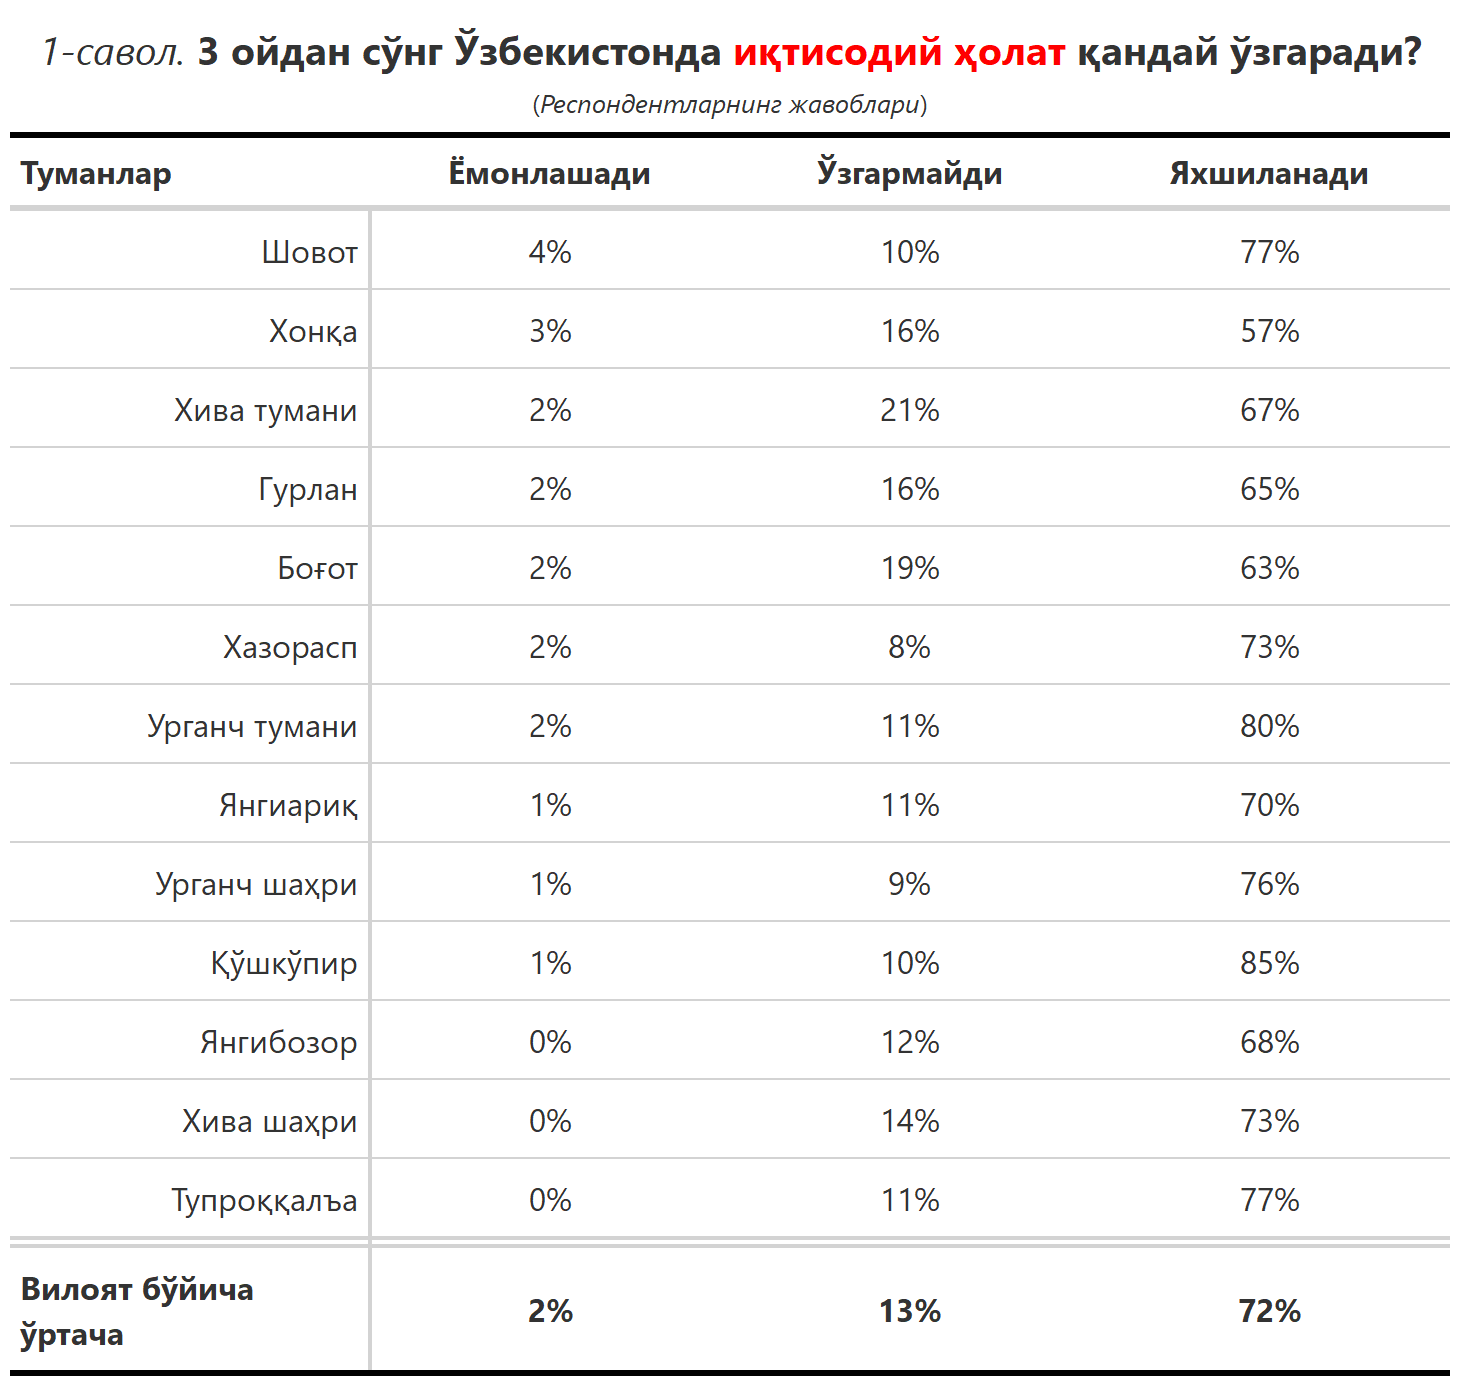 1-савол. 3 ойдан сўнг Ўзбекистонда иқтисодий ҳолат қандай ўзгаради?
(Респондентларнинг жавоблари)
Туманлар Ёмонлашади Ўзгармайди Яхшиланади
Шовот 4% 10% 77%
Хонқа 3% 16% 57%
Хива тумани 2% 21% 67%
Гурлан 2% 16% 65%
Боғот 2% 19% 63%
Хазорасп 2% 8% 73%
Урганч тумани 2% 11% 80%
Янгиариқ 1% 11% 70%
Урганч шаҳри 1% 9% 76%
Қўшкўпир 1% 10% 85%
Янгибозор 0% 12% 68%
Хива шаҳри 0% 14% 73%
Тупроққалъа 0% 11% 77%
Вилоят бўйича
ўртача 2% 13% 72%